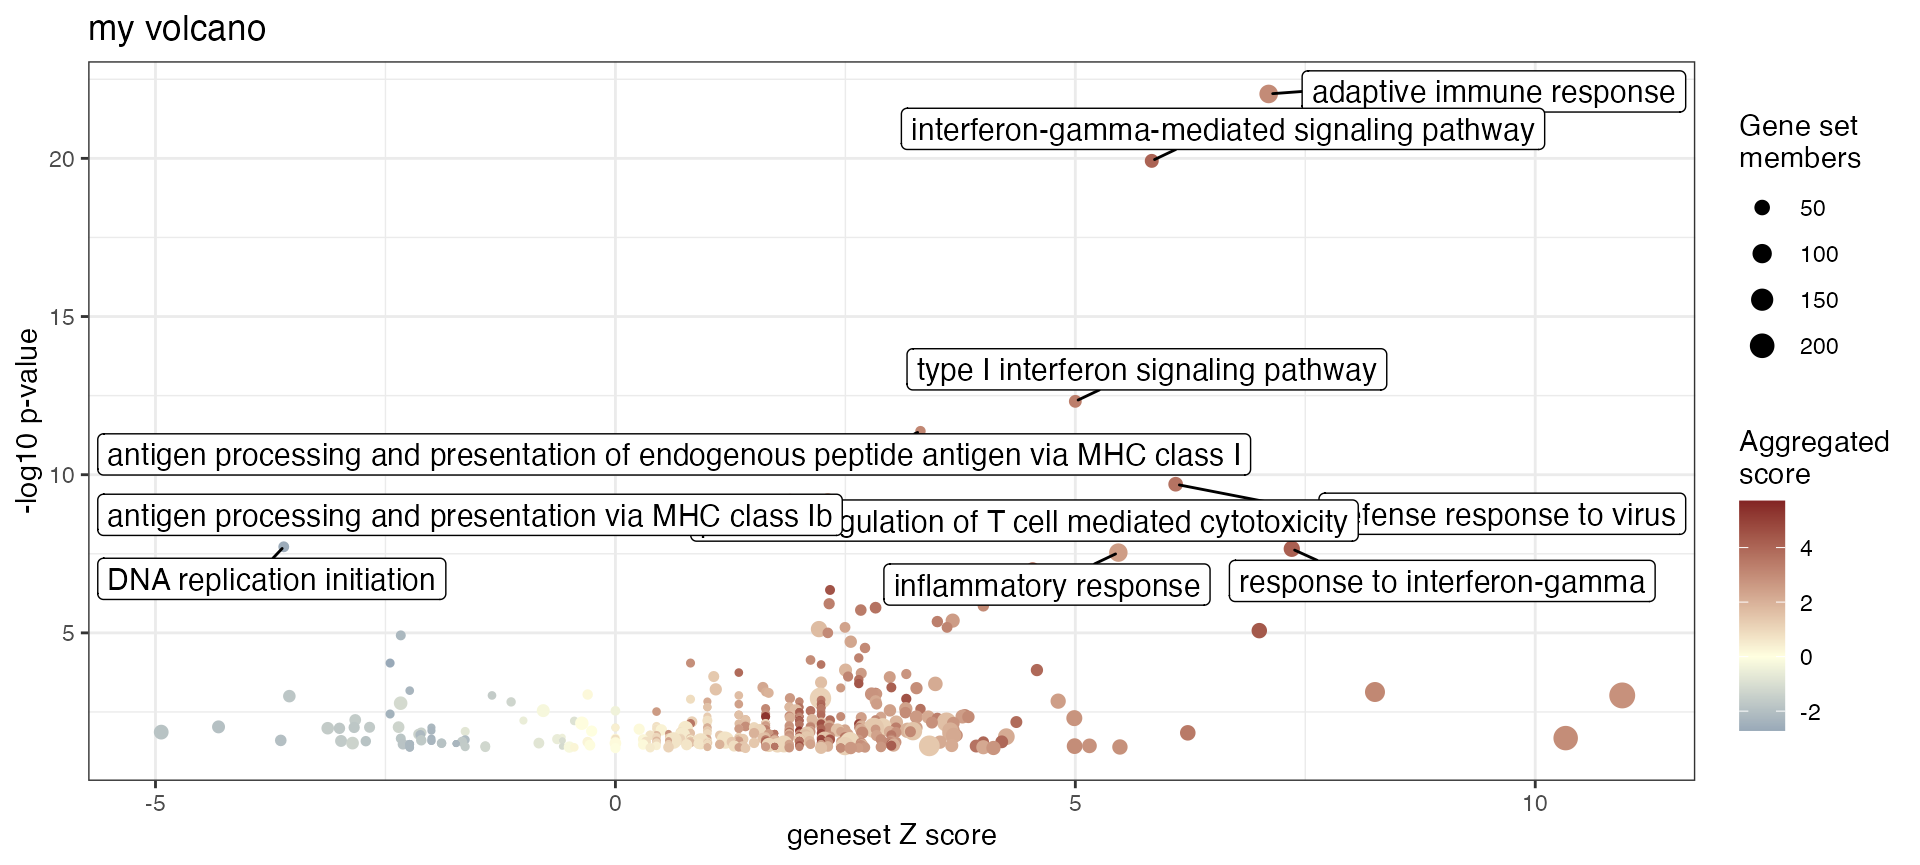 my volcano
adaptive immune response
interferon-gamma-mediated signaling pathway
type I interferon signaling pathway
antigen processing and presentation of endogenous peptide antigen via MHC class I
antigen processing and presentation via MHC class Ib
of T cell mediated cytotoxicity
response to virus
DNA replication initiation
inflammatory response
response to interferon-gamma
-log10 p-value
20
15
10
5
-5
0
5
10
geneset Z score
Gene set
members
50
100
150
200
Aggregated
score
4
2
0
-2